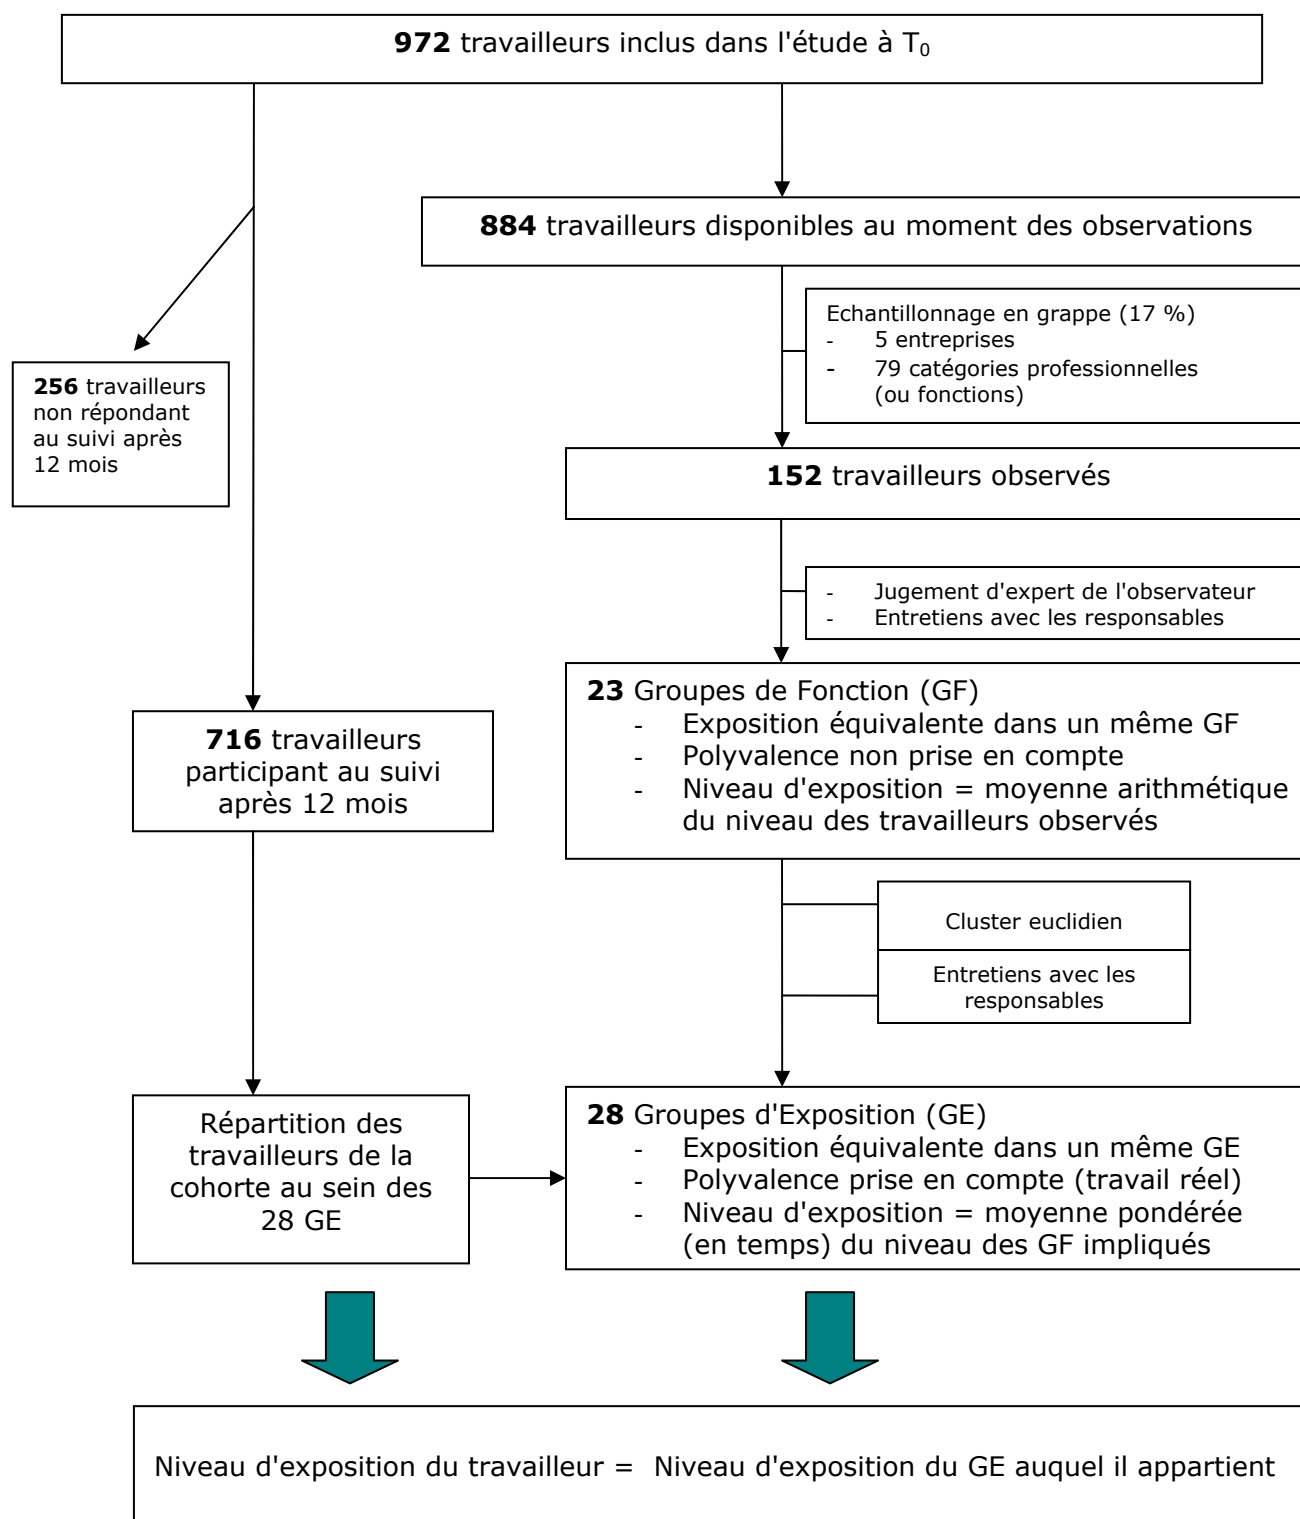 972 travailleurs inclus dans l'étude à T0
884 travailleurs disponibles au moment des observations
Echantillonnage en grappe (17 %)
- 5 entreprises
- 79 catégories professionnelles
(ou fonctions)
256 travailleurs
non répondant
au suivi après
12 mois
152 travailleurs observés
- Jugement d'expert de l'observateur
- Entretiens avec les responsables
23 Groupes de Fonction (GF)
- Exposition équivalente dans un même GF
- Polyvalence non prise en compte
- Niveau d'exposition = moyenne arithmétique
du niveau des travailleurs observés
716 travailleurs
participant au suivi
après 12 mois
Cluster euclidien
Entretiens avec les
responsables
Répartition des
travailleurs de la
cohorte au sein des
28 GE
28 Groupes d'Exposition (GE)
- Exposition équivalente dans un même GE
- Polyvalence prise en compte (travail réel)
- Niveau d'exposition = moyenne pondérée
(en temps) du niveau des GF impliqués
Niveau d'exposition du travailleur = Niveau d'exposition du GE auquel il appartient